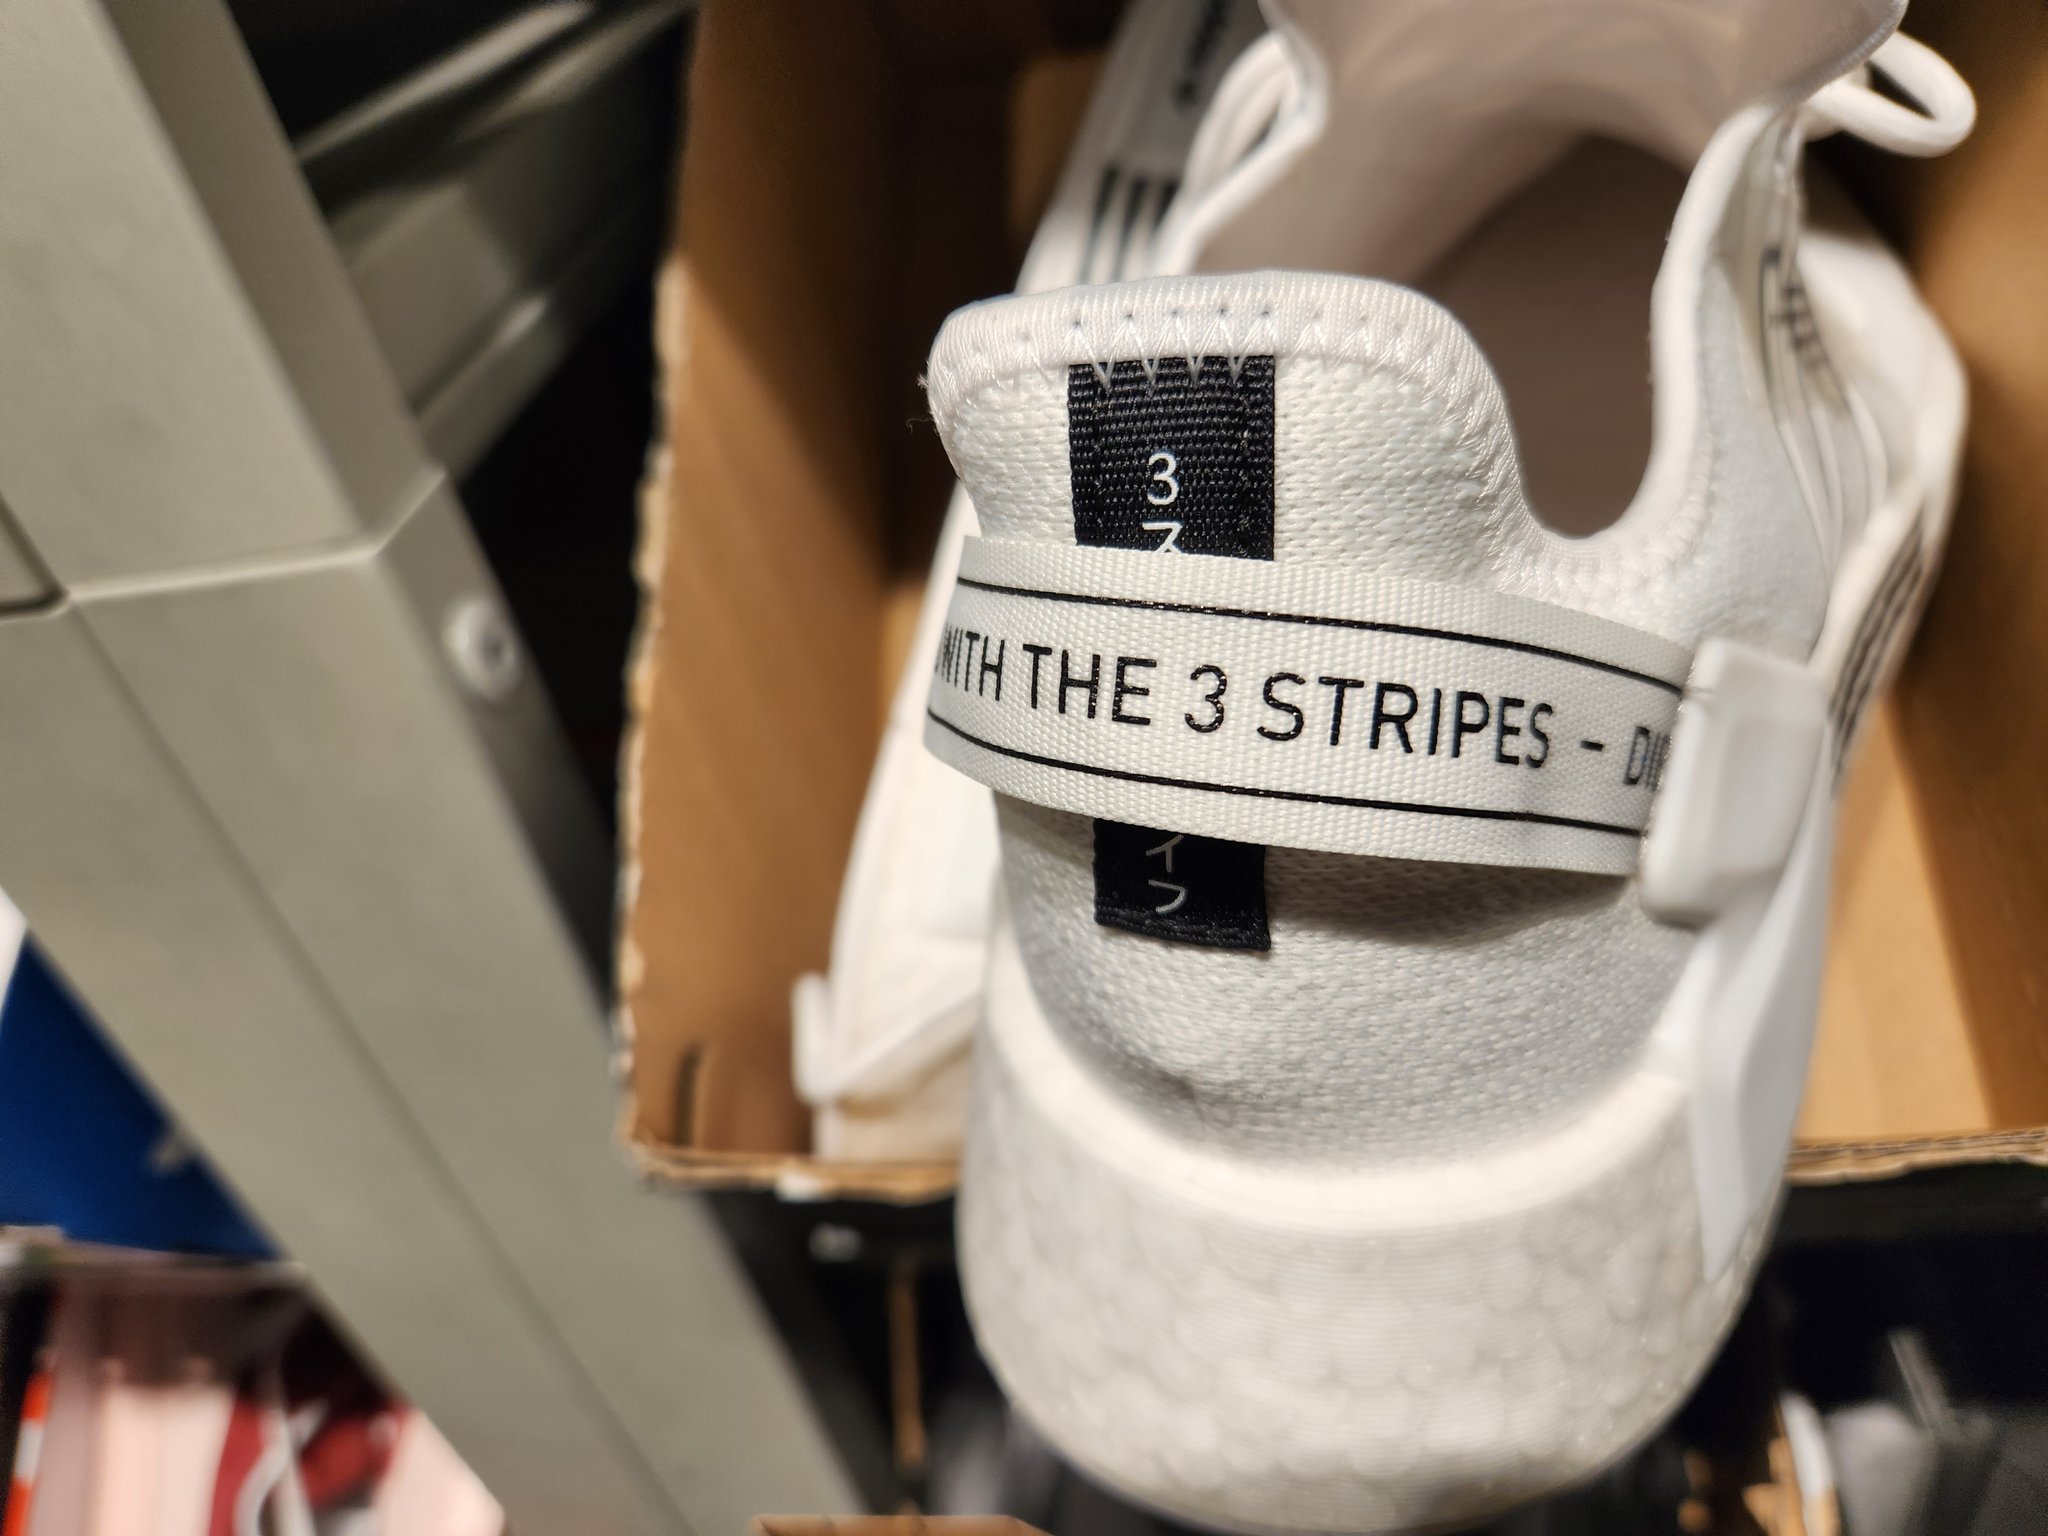 3
ス
WITH THE 3 STRIPES -
イ
フ